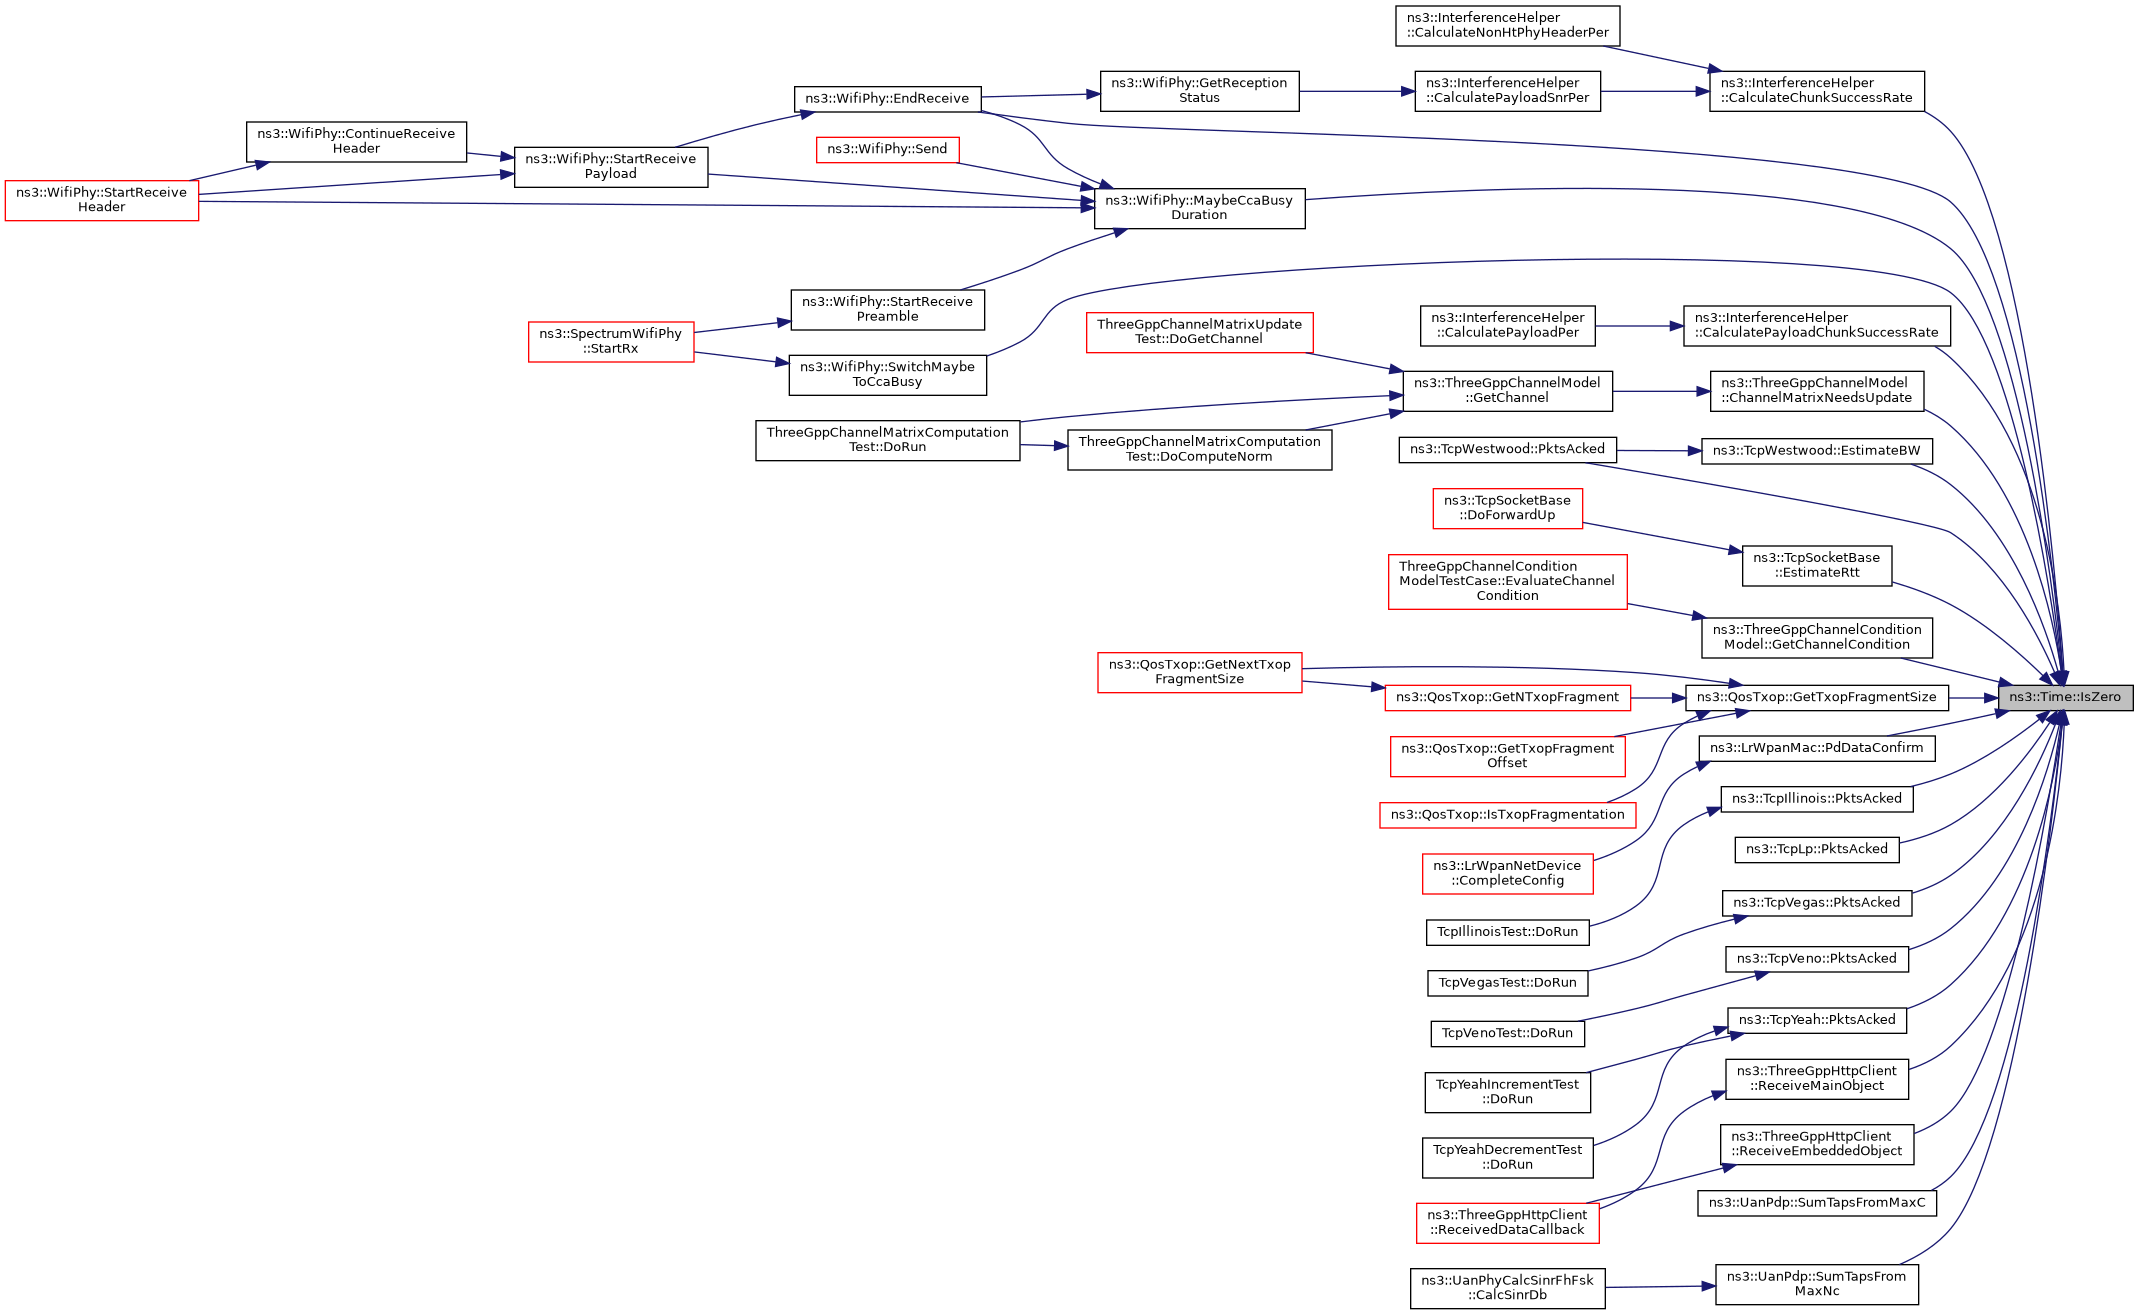 ns3::InterferenceHelper
::CalculateNonHtPhyHeaderPer
ns3::WifiPhy::EndReceive
ns3::WifiPhy::GetReception
Status
ns3::InterferenceHelper
::CalculatePayloadSnrPer
ns3::InterferenceHelper
::CalculateChunkSuccessRate
ns3::WifiPhy::ContinueReceive
Header
ns3::WifiPhy::Send
ns3::WifiPhy::StartReceive
Payload
ns3::WifiPhy::StartReceive
Header
ns3::WifiPhy::MaybeCcaBusy
Duration
ns3::WifiPhy::StartReceive
Preamble
ns3::SpectrumWifiPhy
::StartRx
ns3::WifiPhy::SwitchMaybe
ToCcaBusy
ThreeGppChannelMatrixUpdate
Test::DoGetChannel
ns3::InterferenceHelper
::CalculatePayloadPer
ns3::InterferenceHelper
::CalculatePayloadChunkSuccessRate
ns3::ThreeGppChannelModel
::GetChannel
ns3::ThreeGppChannelModel
::ChannelMatrixNeedsUpdate
ThreeGppChannelMatrixComputation
Test::DoRun
ThreeGppChannelMatrixComputation
Test::DoComputeNorm
ns3::TcpWestwood::PktsAcked
ns3::TcpWestwood::EstimateBW
ns3::TcpSocketBase
::DoForwardUp
ns3::TcpSocketBase
::EstimateRtt
ThreeGppChannelCondition
ModelTestCase::EvaluateChannel
Condition
ns3::ThreeGppChannelCondition
Model::GetChannelCondition
ns3::QosTxop::GetNextTxop
FragmentSize
ns3::QosTxop::GetNTxopFragment
ns3::QosTxop::GetTxopFragmentSize
ns3::Time::IsZero
ns3::QosTxop::GetTxopFragment
Offset
ns3::LrWpanMac::PdDataConfirm
ns3::QosTxop::IsTxopFragmentation
ns3::TcpIllinois::PktsAcked
ns3::TcpLp::PktsAcked
ns3::LrWpanNetDevice
::CompleteConfig
ns3::TcpVegas::PktsAcked
TcpIllinoisTest::DoRun
ns3::TcpVeno::PktsAcked
TcpVegasTest::DoRun
ns3::TcpYeah::PktsAcked
TcpVenoTest::DoRun
ns3::ThreeGppHttpClient
::ReceiveMainObject
TcpYeahIncrementTest
::DoRun
ns3::ThreeGppHttpClient
::ReceiveEmbeddedObject
TcpYeahDecrementTest
::DoRun
ns3::UanPdp::SumTapsFromMaxC
ns3::ThreeGppHttpClient
::ReceivedDataCallback
ns3::UanPhyCalcSinrFhFsk
::CalcSinrDb
ns3::UanPdp::SumTapsFrom
MaxNc